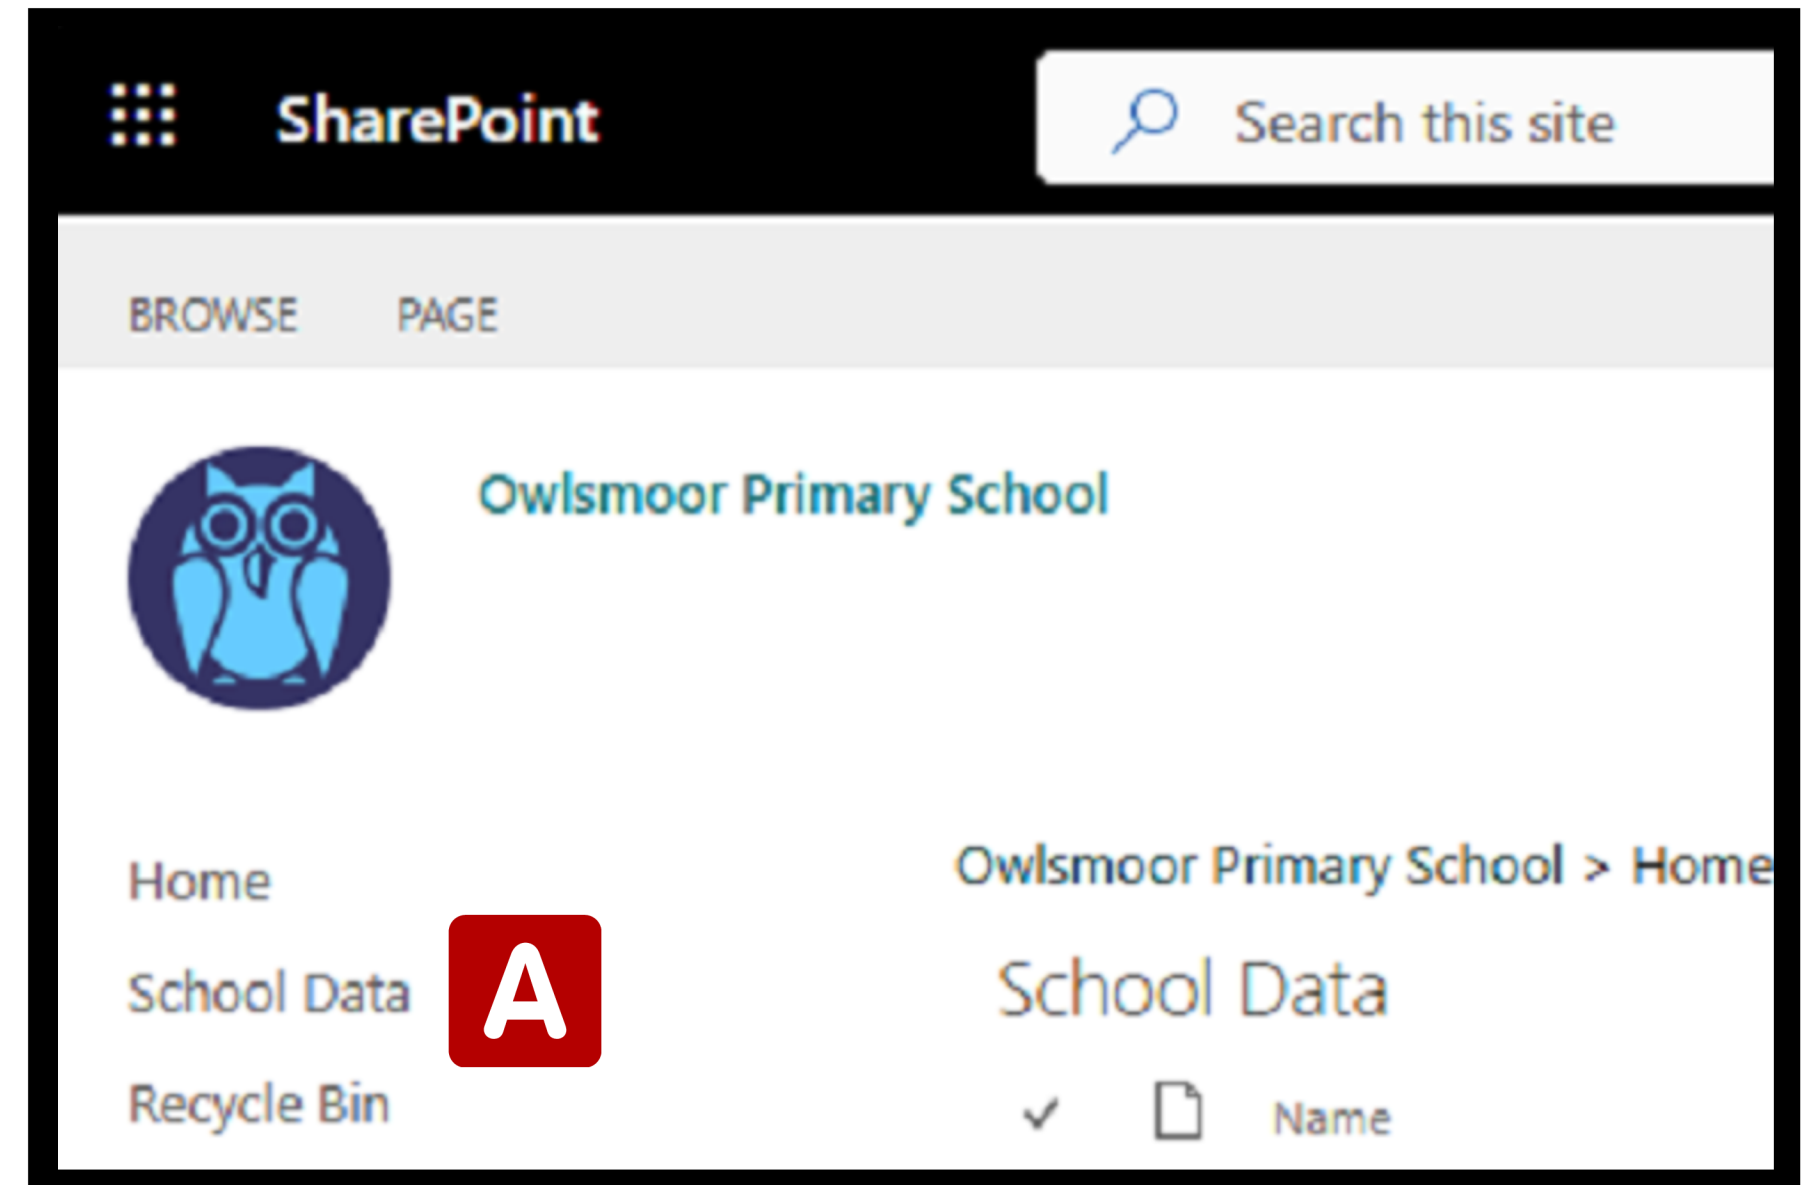 SharePoint
Search this site
BROWSE PAGE
Owlsmoor Primary School
Home
School Data
A
Recycle Bin
Owlsmoor Primary School > Home
School Data
Name